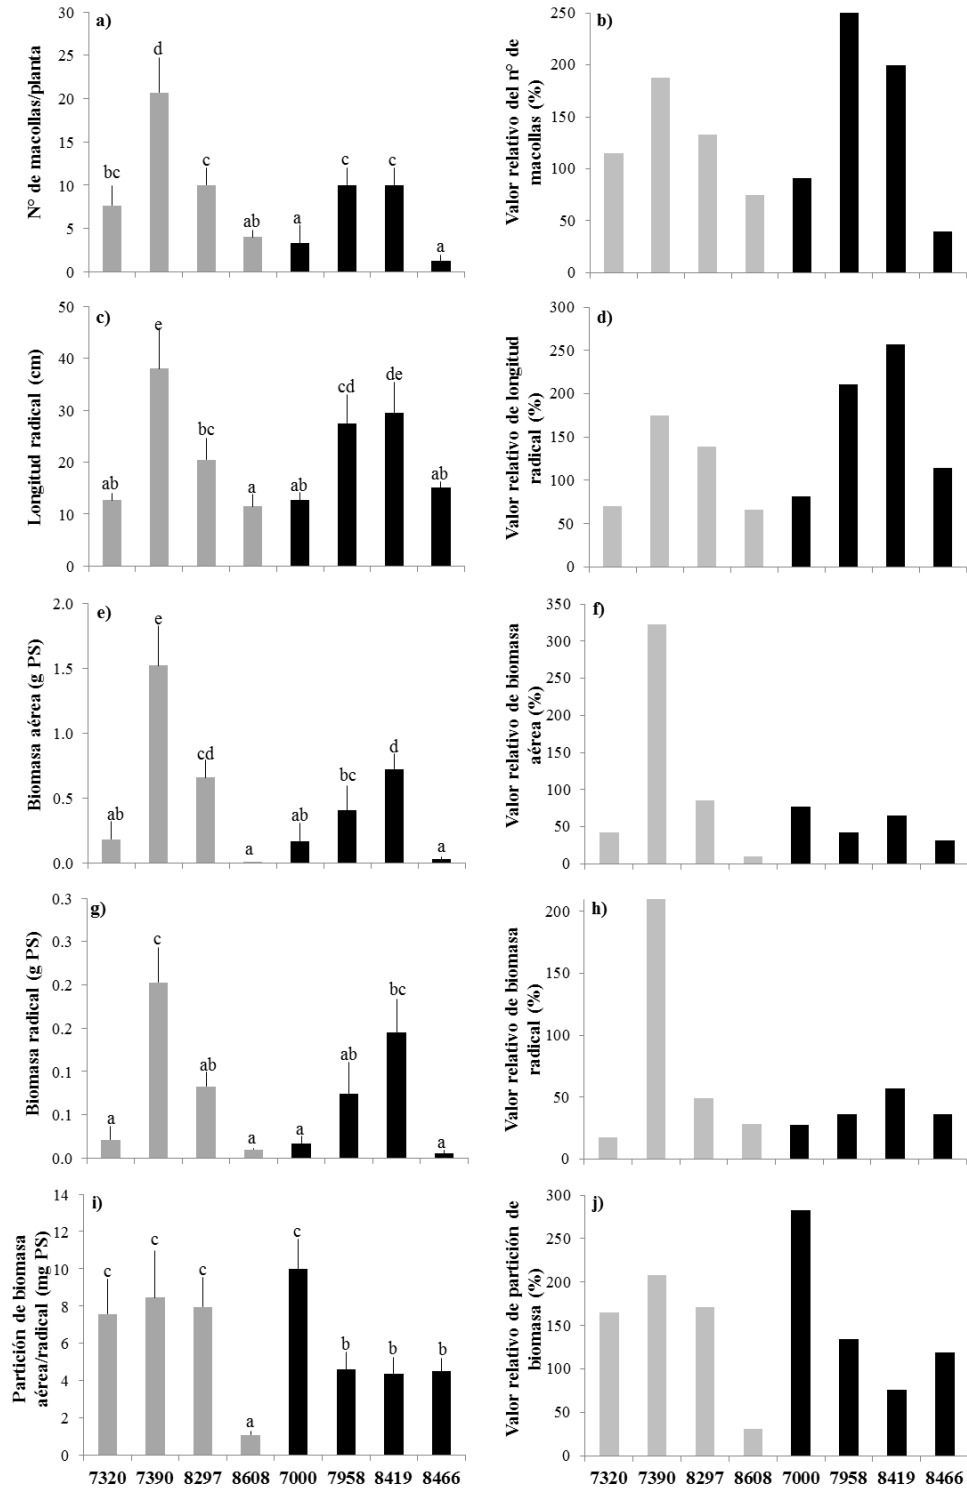 a)
N° de macollas/planta
30
25
20
15
10
5
0
bc
d
c
ab
a
c
c
a
b)
Valor relativo del n° de
macollas (%)
250
200
150
100
50
0
c)
Longitud radical (cm)
50
40
30
20
10
0
ab
e
bc
a
ab
cd
de
ab
d)
Valor relativo de longitud
radical (%)
300
250
200
150
100
50
0
e)
Biomasa aérea (g PS)
2.0
1.5
1.0
0.5
0.0
ab
e
cd
a
ab
bc
d
a
f)
Valor relativo de biomasa
aérea (%)
350
300
250
200
150
100
50
0
g)
Biomasa radical (g PS)
0.3
0.3
0.2
0.2
0.1
0.1
0.0
a
c
ab
a
a
ab
bc
a
h)
Valor relativo de biomasa
radical (%)
200
150
100
50
0
i)
Partición de biomasa
aérea/radical (mg PS)
14
12
10
8
6
4
2
0
c
c
c
a
c
b
b
b
7320 7390 8297 8608 7000 7958 8419 8466
j)
Valor relativo de partición de
biomasa (%)
300
250
200
150
100
50
0
7320 7390 8297 8608 7000 7958 8419 8466